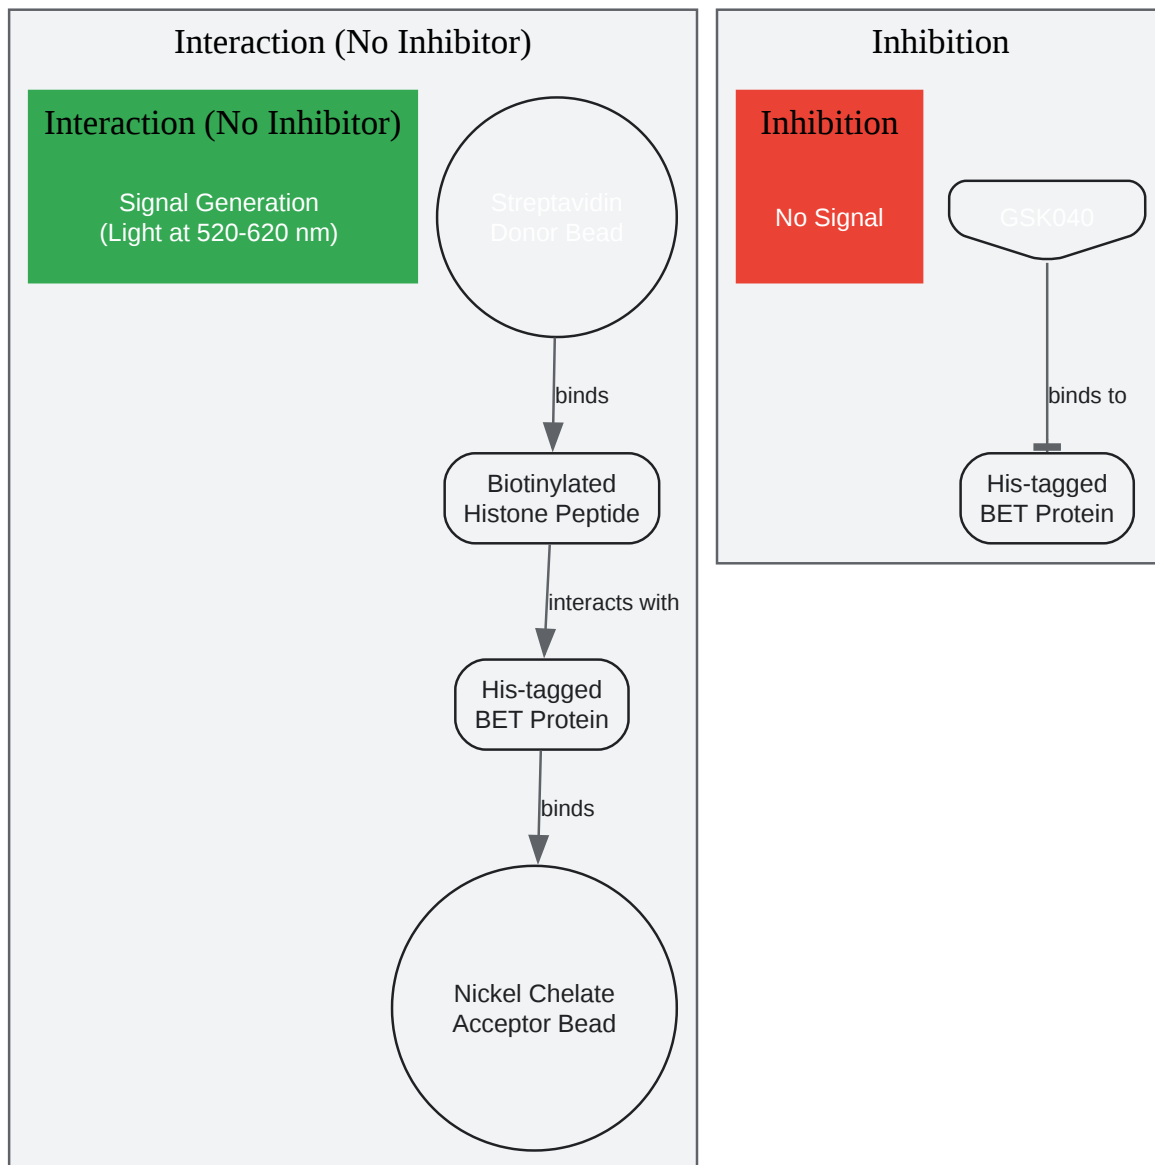 Interaction (No Inhibitor)
Interaction (No Inhibitor)
Signal Generation
(Light at 520-620 nm)
Streptavidin
Donor Bead
binds
Biotinylated
Histone Peptide
interacts with
His-tagged
BET Protein
binds
Nickel Chelate
Acceptor Bead
Inhibition
Inhibition
No Signal
GSK040
binds to
His-tagged
BET Protein